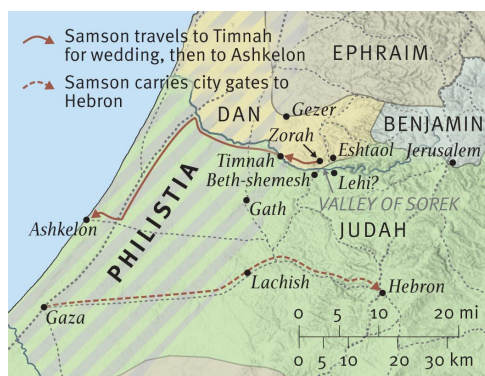 Samson travels to Timnah
for wedding, then to Ashkelon
Samson carries city gates to
Hebron
EPHRAIM
DAN
Gezer
BENJAMIN
Zorah
Eshtaol
Jerusalem
Timnah
Beth-shemesh
Lehi?
VALLEY OF SOREK
PHILISTIA
Gath
JUDAH
Ashkelon
Lachish
Hebron
Gaza
0 5 10 20 mi
0 5 10 20 30 km